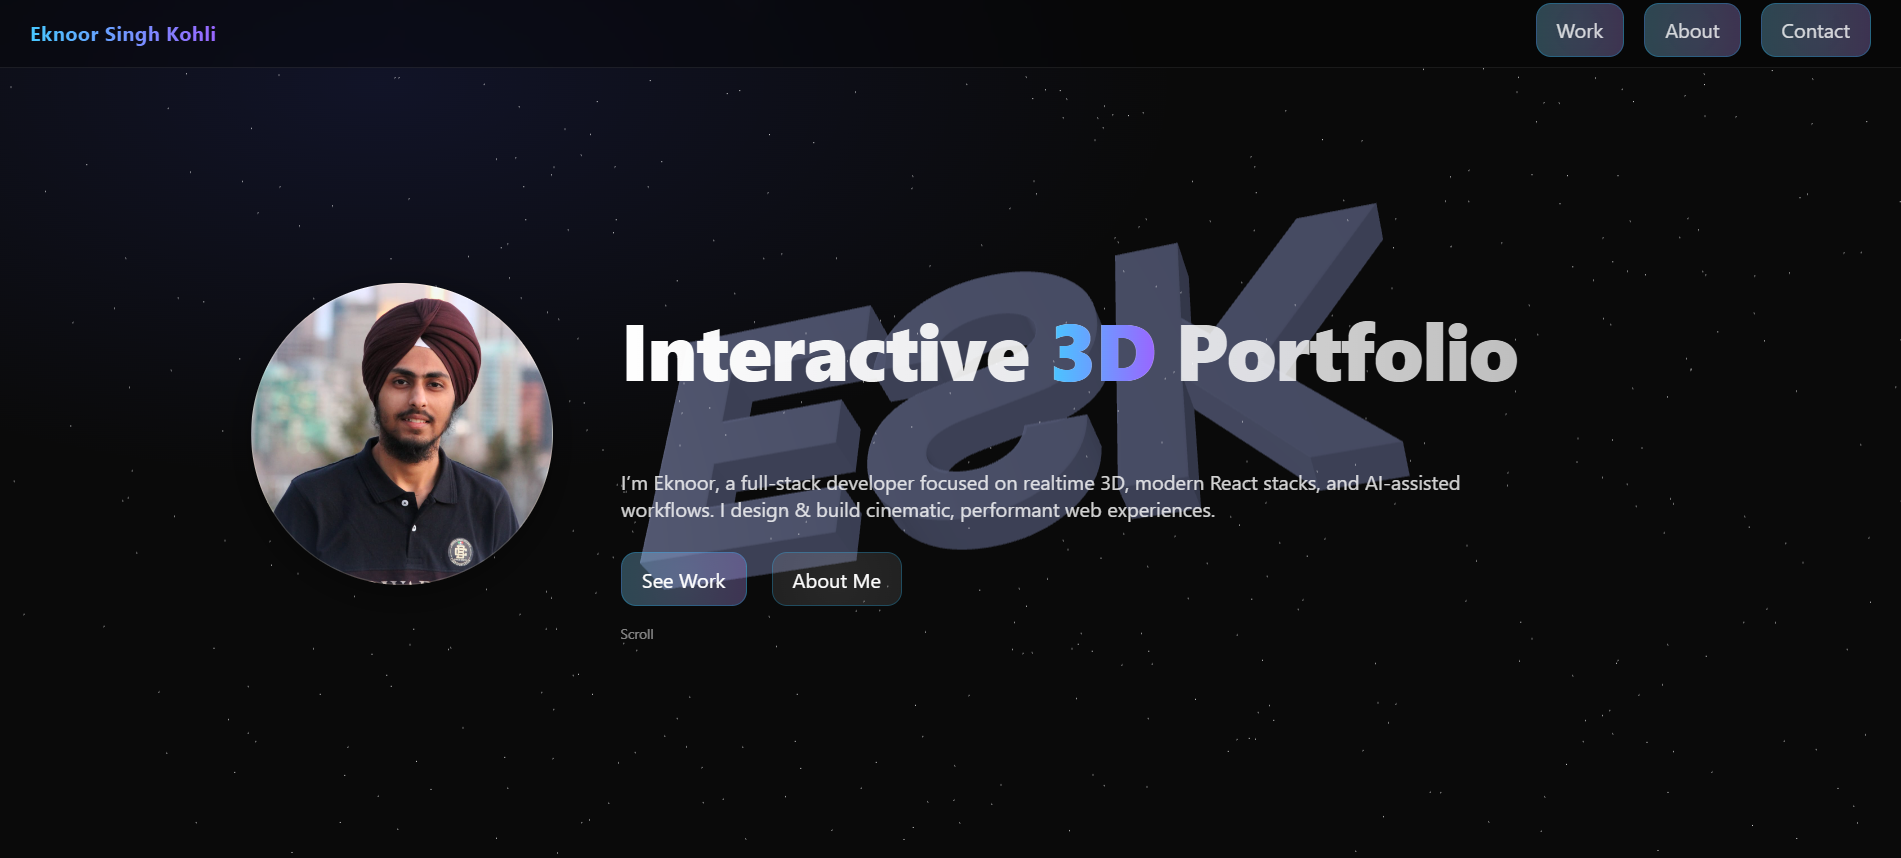 Eknoor Singh Kohli
Work
About
Contact
ESK
Interactive 3D Portfolio
I’m Eknoor, a full-stack developer focused on realtime 3D, modern React stacks, and AI-assisted
workflows. I design & build cinematic, performant web experiences.
See Work
About Me
Scroll